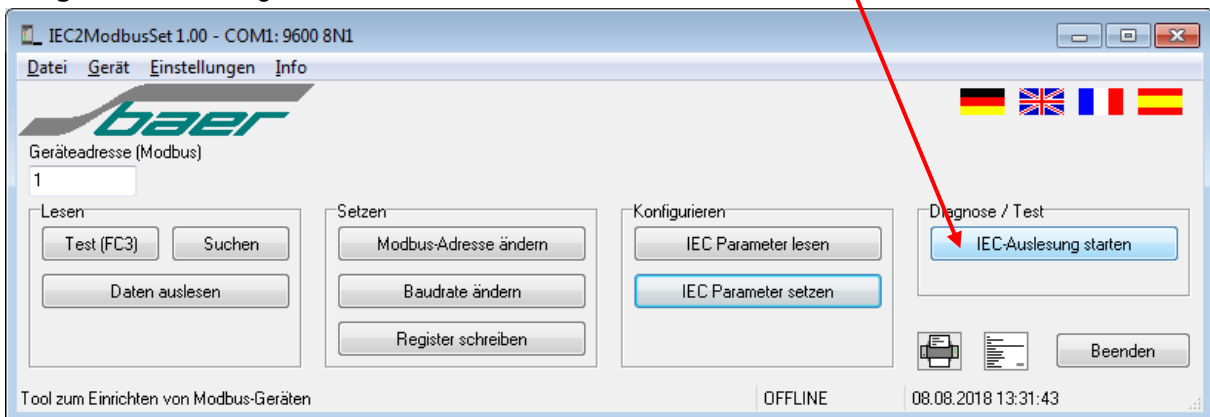 IEC2ModbusSet 1.00 - COM1: 9600 8N1
Datei Gerät Einstellungen Info
baer
Geräteadresse (Modbus)
1
Lesen
Test (FC3) Suchen
Daten auslesen
Setzen
Modbus-Adresse ändern
Baudrate ändern
Register schreiben
Konfigurieren
IEC Parameter lesen
IEC Parameter setzen
Diagnose / Test
IEC-Auslesung starten
Beenden
Tool zum Einrichten von Modbus-Geräten OFFLINE 08.08.2018 13:31:43